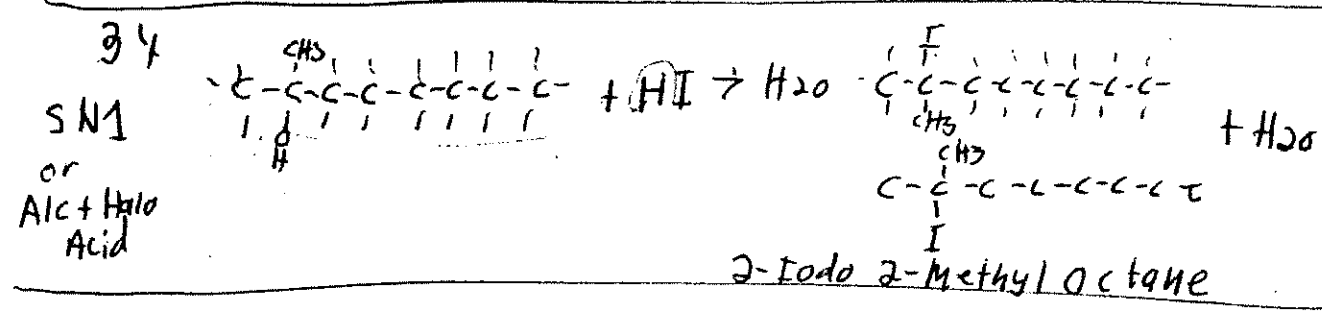 34
SN1
or
Alc + Halo
Acid
CH3
-C-C-C-C-C-C-C-C- + HI → H2O
O
H
I
-C-C-C-C-C-C-C-C- + H2O
CH3
CH3
C-C-C-C-C-C-C C
I
2-Iodo 2-Methyl Octane